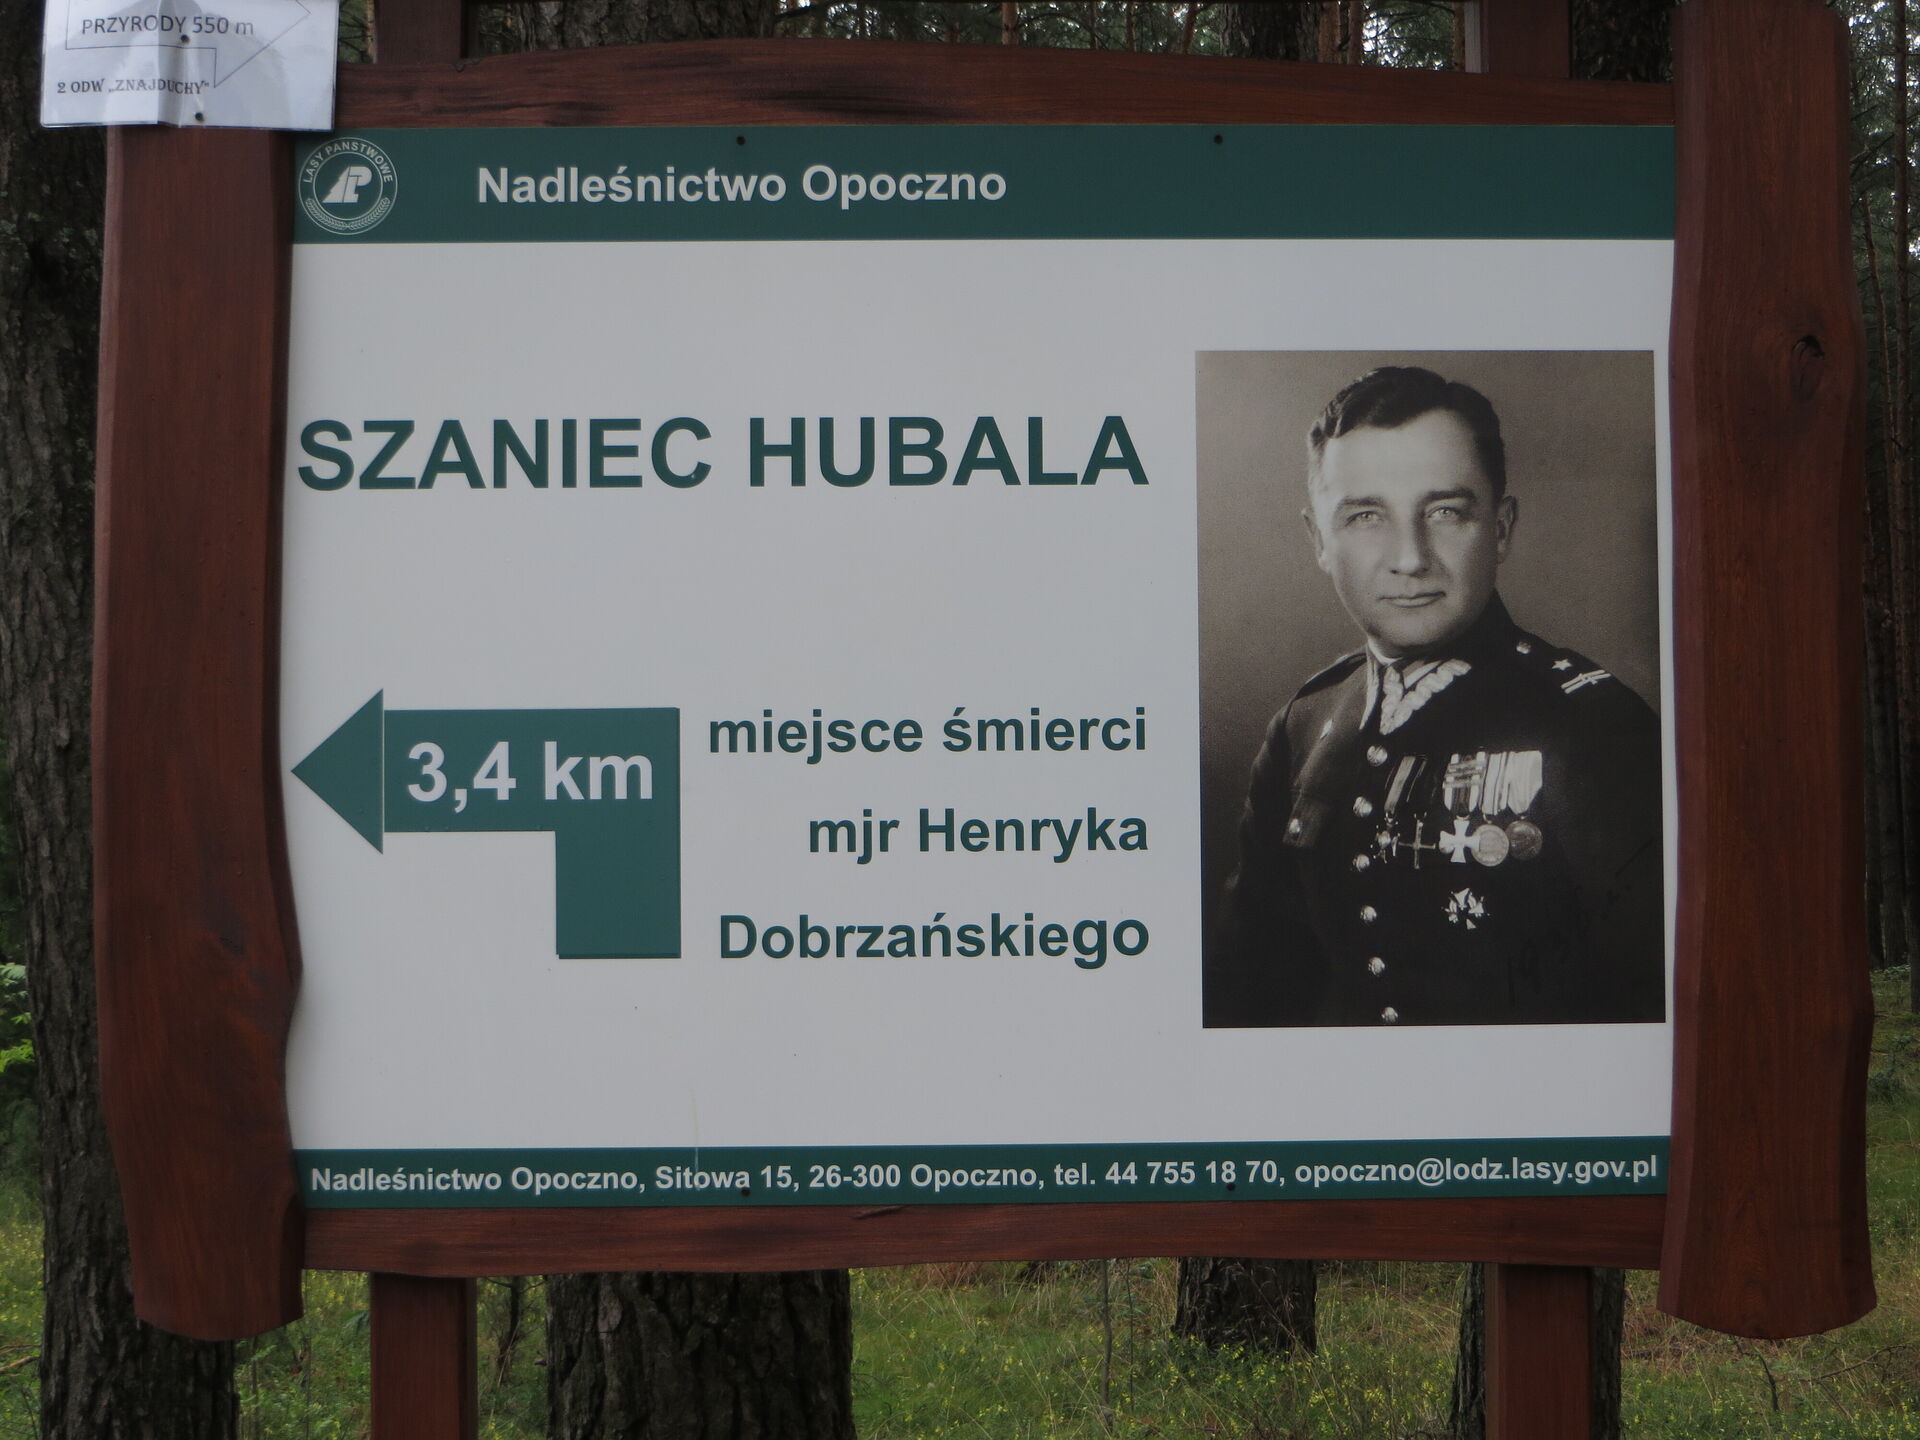 PRZYRODY 550 m
2 ODW „ZNAJDUCHY"
LASY PAŃSTWOWE
Nadleśnictwo Opoczno
SZANIEC HUBALA
3,4 km
miejsce śmierci
mjr Henryka
Dobrzańskiego
Nadleśnictwo Opoczno, Sitowa 15, 26-300 Opoczno, tel. 44 755 18 70, opoczno@lodz.lasy.gov.pl